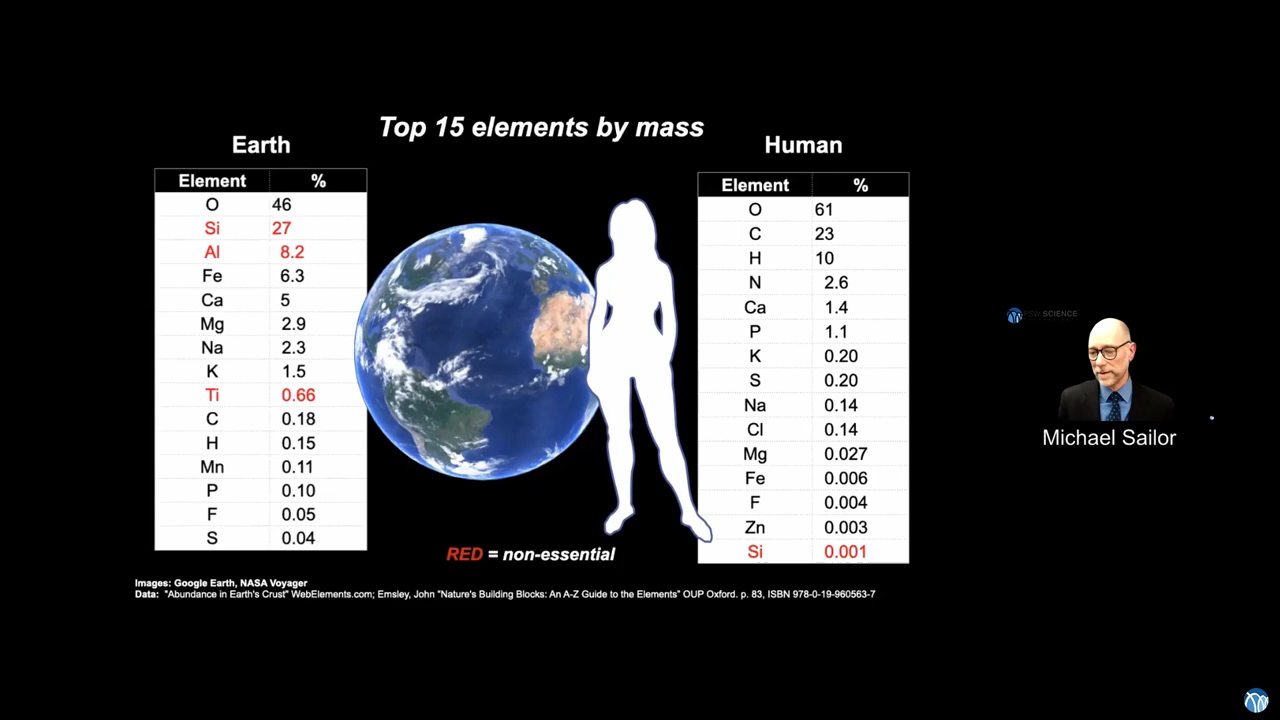 Top 15 elements by mass
Earth
Element %
O 46
Si 27
Al 8.2
Fe 6.3
Ca 5
Mg 2.9
Na 2.3
K 1.5
Ti 0.66
C 0.18
H 0.15
Mn 0.11
P 0.10
F 0.05
S 0.04
Human
Element %
O 61
C 23
H 10
N 2.6
Ca 1.4
P 1.1
K 0.20
S 0.20
Na 0.14
Cl 0.14
Mg 0.027
Fe 0.006
F 0.004
Zn 0.003
Si 0.001
RED = non-essential
Images: Google Earth, NASA Voyager
Data: "Abundance in Earth's Crust" WebElements.com; Emsley, John "Nature's Building Blocks: An A-Z Guide to the Elements" OUP Oxford. p. 83, ISBN 978-0-19-960563-7
PSW SCIENCE
Michael Sailor